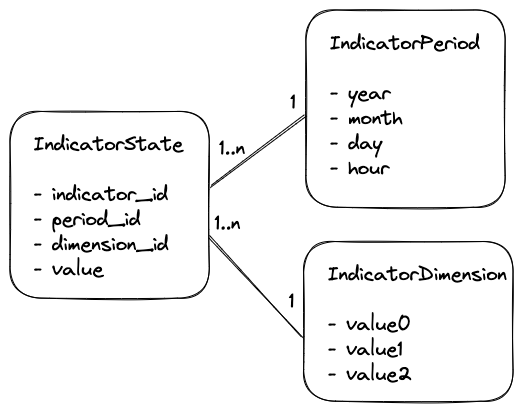 IndicatorPeriod
- year
- month
- day
- hour
1
1..n
IndicatorState
- indicator_id
- period_id
- dimension_id
- value
1..n
1
IndicatorDimension
- value0
- value1
- value2